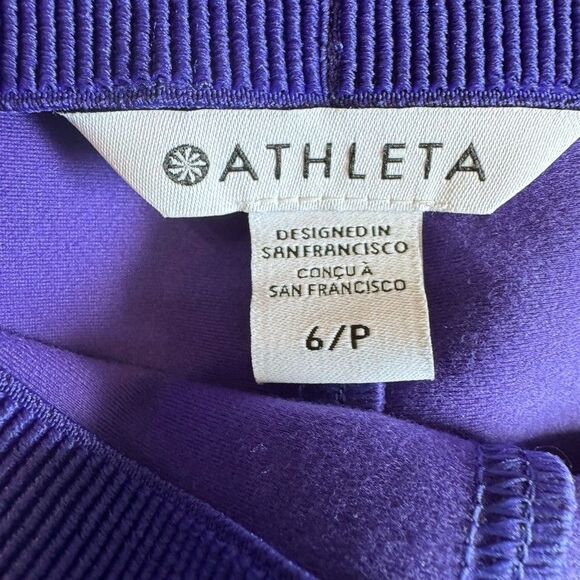 ATHLETA
DESIGNED IN
SAN FRANCISCO
CONÇU À
SAN FRANCISCO
6/P